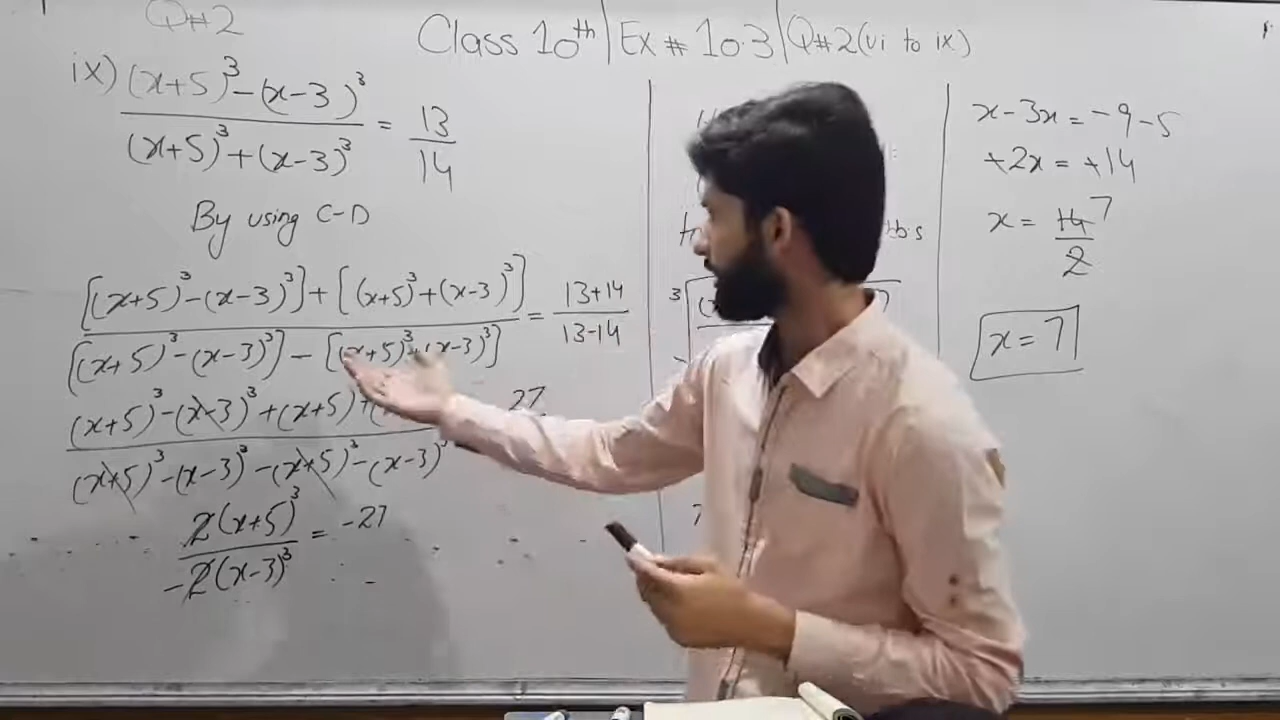 Q#2
Class 10th | Ex # 10.3 | Q#2(vi to ix)
ix) (x+5)³-(x-3)³ / (x+5)³+(x-3)³ = 13/14
By using C-D
[(x+5)³-(x-3)³]+[(x+5)³+(x-3)³] / [(x+5)³-(x-3)³]-[(x+5)³+(x-3)³] = 13+14 / 13-14
(x+5)³-(x-3)³+(x+5)
27
(x+5)³-(x-3)³-(x+5)³-(x-3)³
2(x+5)³ / -2(x-3)³ = -27
x-3x=-9-5
+2x=+14
x = 14 7 / 2
x=7